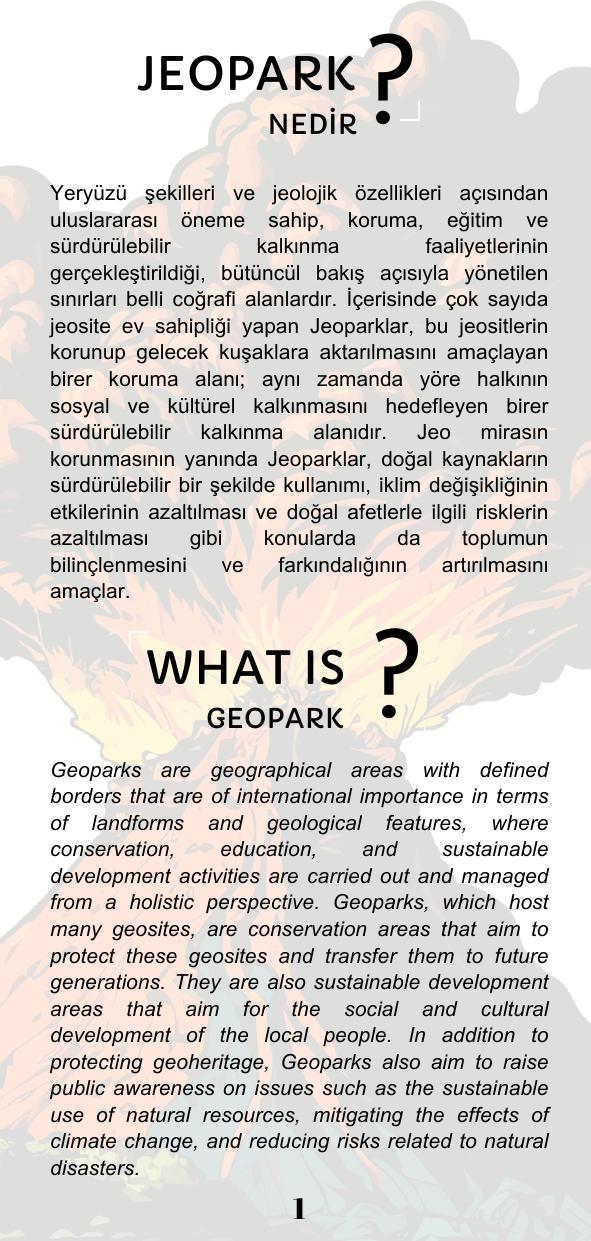 JEOPARK ?
NEDİR
Yeryüzü şekilleri ve jeolojik özellikleri açısından
uluslararası öneme sahip, koruma, eğitim ve
sürdürülebilir kalkınma faaliyetlerinin
gerçekleştirildiği, bütüncül bakış açısıyla yönetilen
sınırları belli coğrafi alanlardır. İçerisinde çok sayıda
jeosite ev sahipliği yapan Jeoparklar, bu jeositlerin
korunup gelecek kuşaklara aktarılmasını amaçlayan
birer koruma alanı; aynı zamanda yöre halkının
sosyal ve kültürel kalkınmasını hedefleyen birer
sürdürülebilir kalkınma alanıdır. Jeo mirasın
korunmasının yanında Jeoparklar, doğal kaynakların
sürdürülebilir bir şekilde kullanımı, iklim değişikliğinin
etkilerinin azaltılması ve doğal afetlerle ilgili risklerin
azaltılması gibi konularda da toplumun
bilinçlenmesini ve farkındalığının artırılmasını
amaçlar.
WHAT IS ?
GEOPARK
Geoparks are geographical areas with defined
borders that are of international importance in terms
of landforms and geological features, where
conservation, education, and sustainable
development activities are carried out and managed
from a holistic perspective. Geoparks, which host
many geosites, are conservation areas that aim to
protect these geosites and transfer them to future
generations. They are also sustainable development
areas that aim for the social and cultural
development of the local people. In addition to
protecting geoheritage, Geoparks also aim to raise
public awareness on issues such as the sustainable
use of natural resources, mitigating the effects of
climate change, and reducing risks related to natural
disasters.
1